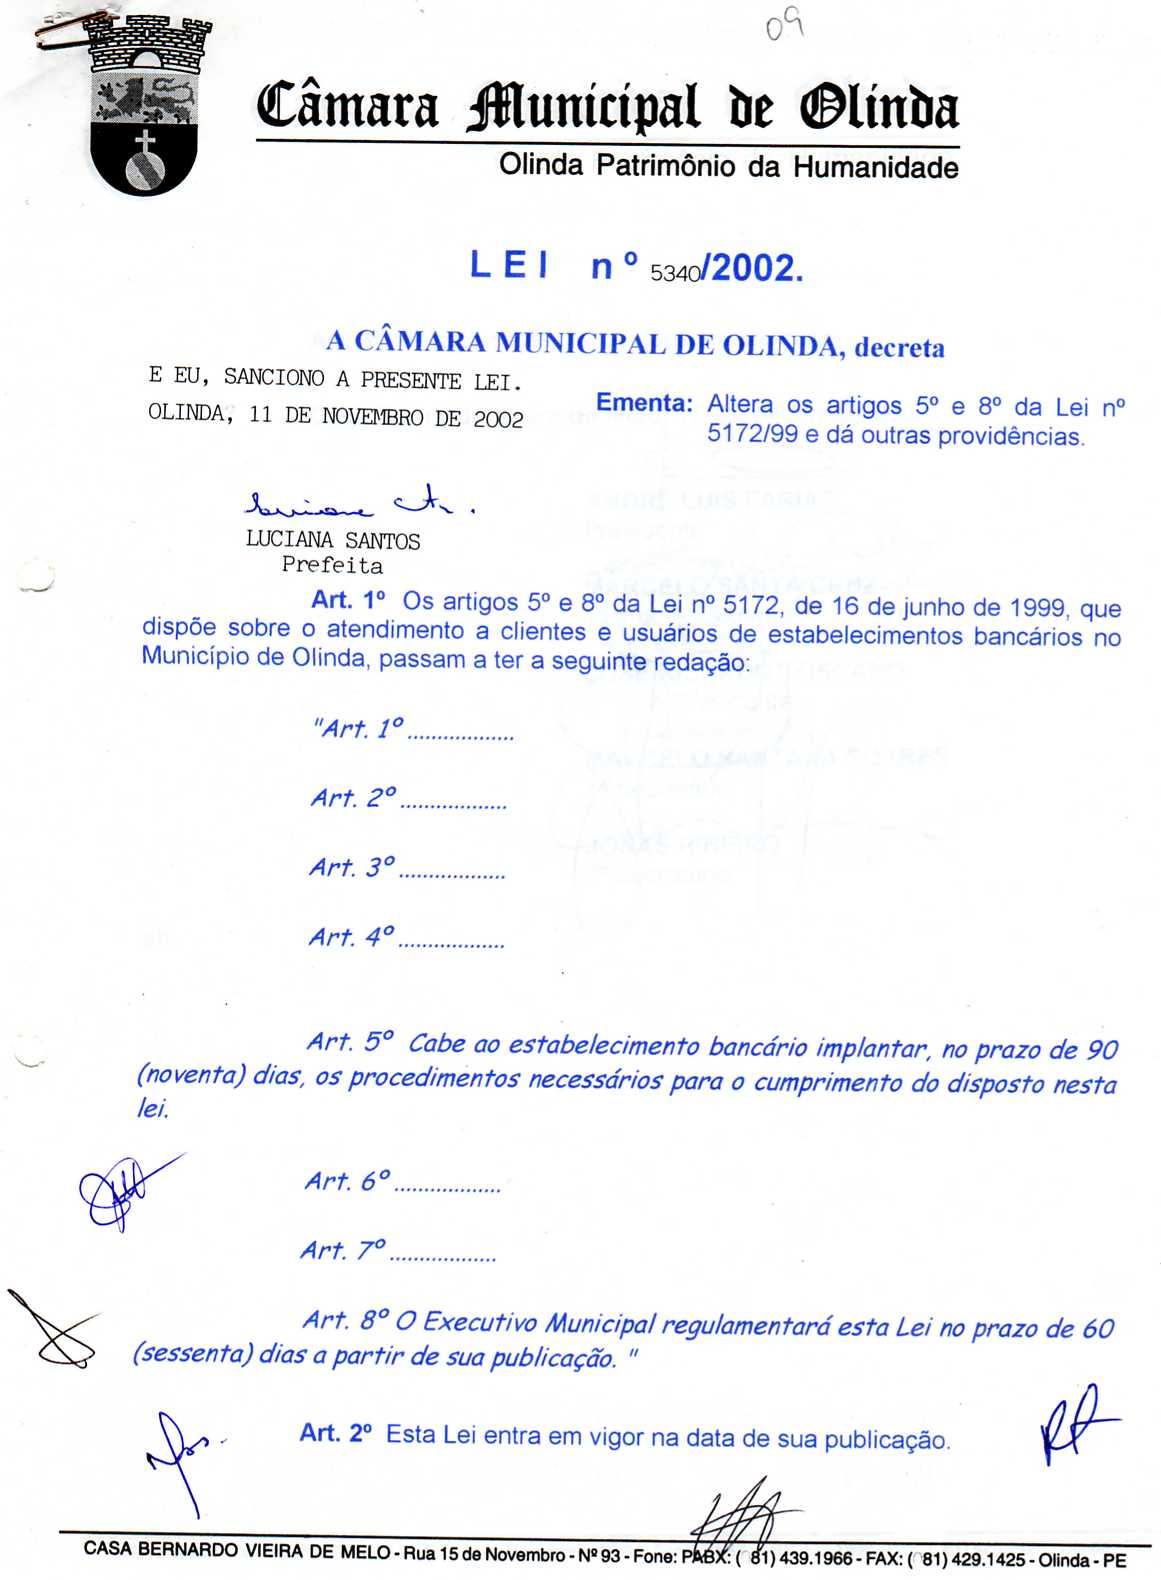 09
Câmara Municipal de Olinda
Olinda Patrimônio da Humanidade
LEI nº 5340/2002.
A CÂMARA MUNICIPAL DE OLINDA, decreta
E EU, SANCIONO A PRESENTE LEI.
OLINDA, 11 DE NOVEMBRO DE 2002
Ementa: Altera os artigos 5º e 8º da Lei nº
5172/99 e dá outras providências.
LUCIANA SANTOS
Prefeita
Art. 1º Os artigos 5º e 8º da Lei nº 5172, de 16 de junho de 1999, que
dispõe sobre o atendimento a clientes e usuários de estabelecimentos bancários no
Município de Olinda, passam a ter a seguinte redação:
"Art. 1º ..................
Art. 2º ..................
Art. 3º ..................
Art. 4º ..................
Art. 5º Cabe ao estabelecimento bancário implantar, no prazo de 90
(noventa) dias, os procedimentos necessários para o cumprimento do disposto nesta
lei.
Art. 6º ..................
Art. 7º ..................
Art. 8º O Executivo Municipal regulamentará esta Lei no prazo de 60
(sessenta) dias a partir de sua publicação. "
Art. 2º Esta Lei entra em vigor na data de sua publicação.
CASA BERNARDO VIEIRA DE MELO - Rua 15 de Novembro - Nº 93 - Fone: PABX: (081) 439.1966 - FAX: (081) 429.1425 - Olinda - PE